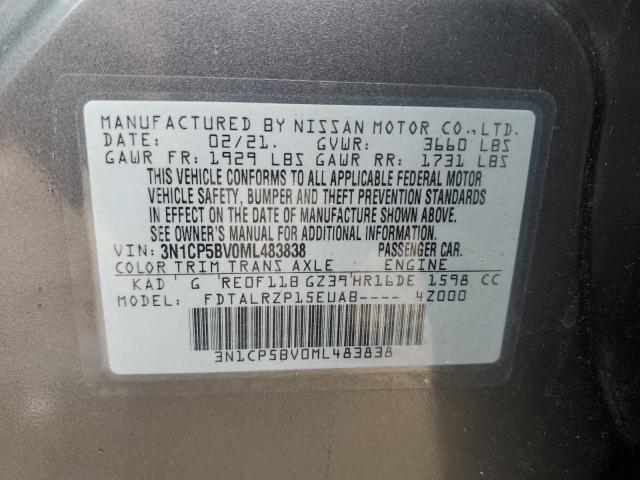 MANUFACTURED BY NISSAN MOTOR CO.,LTD.
DATE: 02/21. GVWR: 3660 LBS
GAWR FR: 1929 LBS GAWR RR: 1731 LBS
THIS VEHICLE CONFORMS TO ALL APPLICABLE FEDERAL MOTOR
VEHICLE SAFETY, BUMPER AND THEFT PREVENTION STANDARDS
IN EFFECT ON THE DATE OF MANUFACTURE SHOWN ABOVE.
SEE OWNER'S MANUAL FOR ADDITIONAL INFORMATION.
VIN: 3N1CP5BV0ML483838 PASSENGER CAR.
COLOR TRIM TRANS AXLE ENGINE
KAD G RE0F11B GZ39 HR16DE 1598 CC
MODEL: FDTALRZP15EUAB---- 4Z000
3N1CP5BV0ML483838